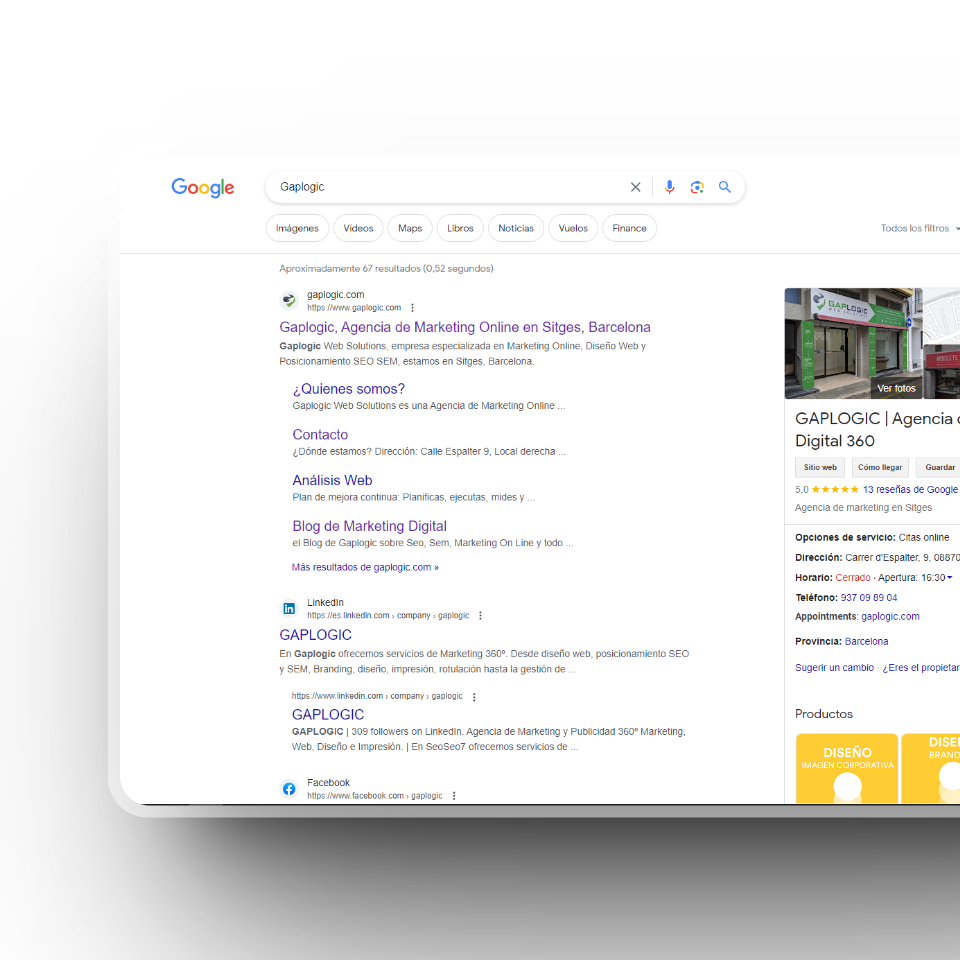 Google
Gaplogic
Imágenes
Vídeos
Maps
Libros
Noticias
Vuelos
Finance
Todos los filtros
Aproximadamente 67 resultados (0,52 segundos)
gaplogic.com
https://www.gaplogic.com
Gaplogic, Agencia de Marketing Online en Sitges, Barcelona
Gaplogic Web Solutions, empresa especializada en Marketing Online, Diseño Web y
Posicionamiento SEO SEM, estamos en Sitges, Barcelona.
¿Quienes somos?
Gaplogic Web Solutions es una Agencia de Marketing Online ...
Contacto
¿Dónde estamos? Dirección: Calle Espalter 9, Local derecha ...
Análisis Web
Plan de mejora continua: Planificas, ejecutas, mides y ...
Blog de Marketing Digital
el Blog de Gaplogic sobre Seo, Sem, Marketing On Line y todo ...
Más resultados de gaplogic.com »
LinkedIn
https://es.linkedin.com › company › gaplogic
GAPLOGIC
En Gaplogic ofrecemos servicios de Marketing 360º. Desde diseño web, posicionamiento SEO
y SEM, Branding, diseño, impresión, rotulación hasta la gestión de ...
https://www.linkedin.com › company › gaplogic
GAPLOGIC
GAPLOGIC | 309 followers on LinkedIn. Agencia de Marketing y Publicidad 360º Marketing,
Web, Diseño e Impresión. | En SeoSeo7 ofrecemos servicios de ...
Facebook
https://www.facebook.com › gaplogic
GAPLOGIC
WEB SOLUTIONS
Ver fotos
GAPLOGIC | Agencia
Digital 360
Sitio web
Cómo llegar
Guardar
5,0 ★★★★★ 13 reseñas de Google
Agencia de marketing en Sitges
Opciones de servicio: Citas online
Dirección: Carrer d'Espalter, 9, 08870
Horario: Cerrado · Apertura: 16:30
Teléfono: 937 09 89 04
Appointments: gaplogic.com
Provincia: Barcelona
Sugerir un cambio · ¿Eres el propietar
Productos
DISEÑO
IMAGEN CORPORATIVA
DISE
BRAND